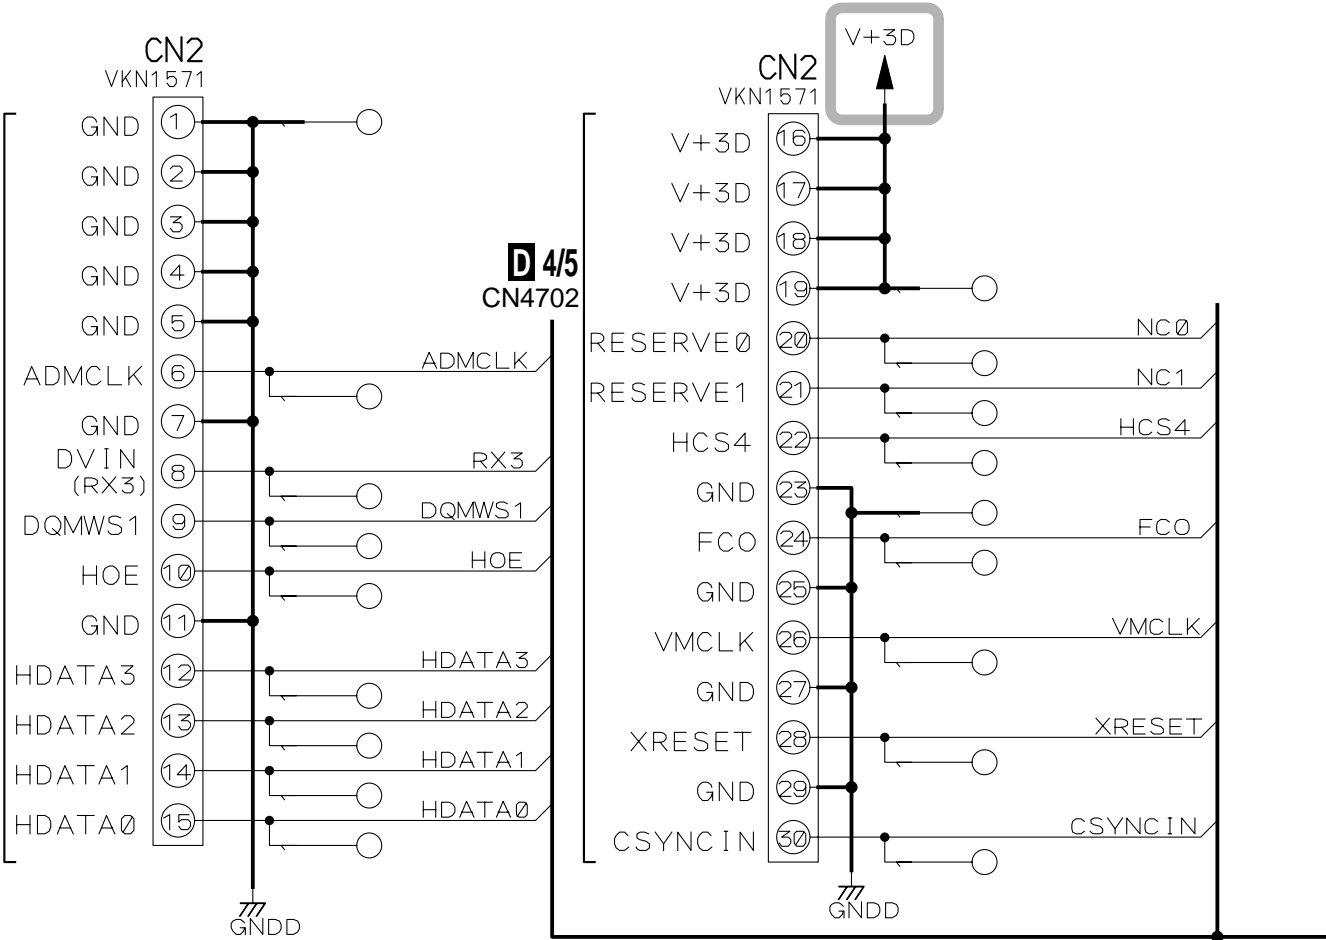 CN2
VKN1571
GND 1
GND 2
GND 3
GND 4
GND 5
ADMCLK 6 ADMCLK
GND 7
DVIN
(RX3) 8 RX3
DQMWS1 9 DQMWS1
HOE 10 HOE
GND 11
HDATA3 12 HDATA3
HDATA2 13 HDATA2
HDATA1 14 HDATA1
HDATA0 15 HDATA0
GNDD
D 4/5
CN4702
V+3D
CN2
VKN1571
V+3D 16
V+3D 17
V+3D 18
V+3D 19
RESERVE0 20 NC0
RESERVE1 21 NC1
HCS4 22 HCS4
GND 23
FCO 24 FCO
GND 25
VMCLK 26 VMCLK
GND 27
XRESET 28 XRESET
GND 29
CSYNCIN 30 CSYNCIN
GNDD